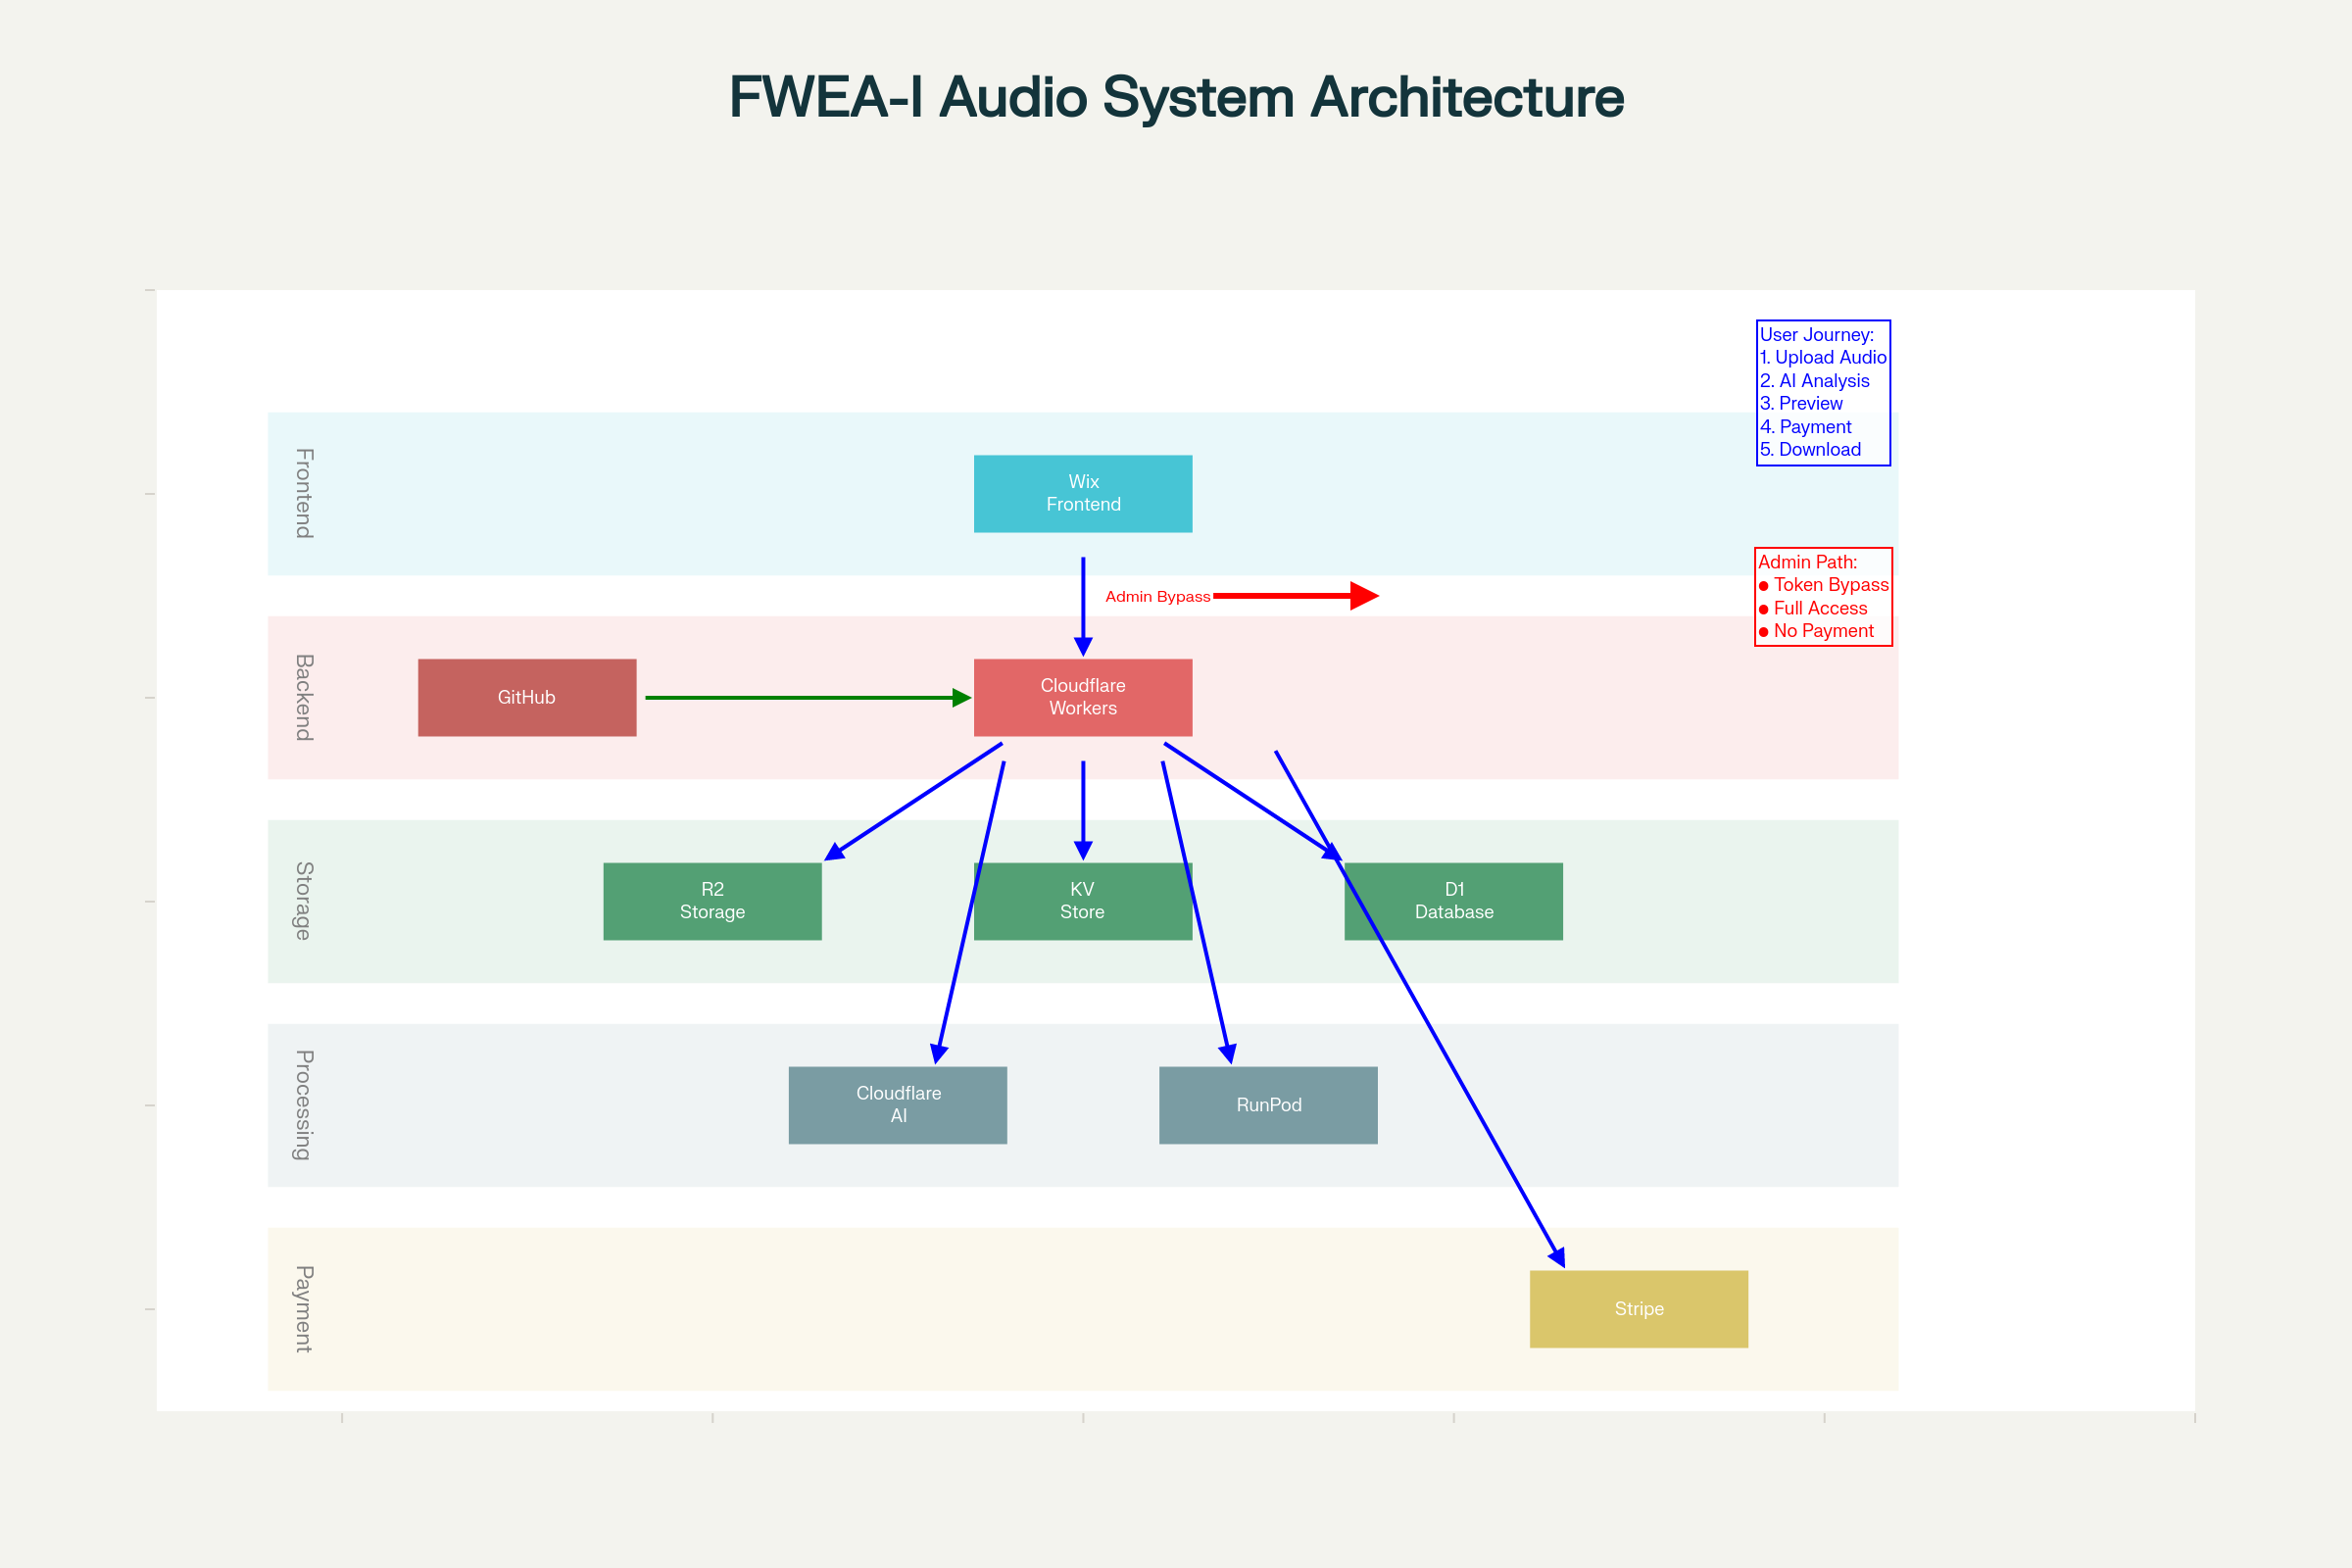 FWEA-I Audio System Architecture
User Journey:
1. Upload Audio
2. AI Analysis
3. Preview
4. Payment
5. Download
Frontend
Wix
Frontend
Admin Bypass
Admin Path:
● Token Bypass
● Full Access
● No Payment
Backend
GitHub
Cloudflare
Workers
Storage
R2
Storage
KV
Store
D1
Database
Processing
Cloudflare
AI
RunPod
Payment
Stripe